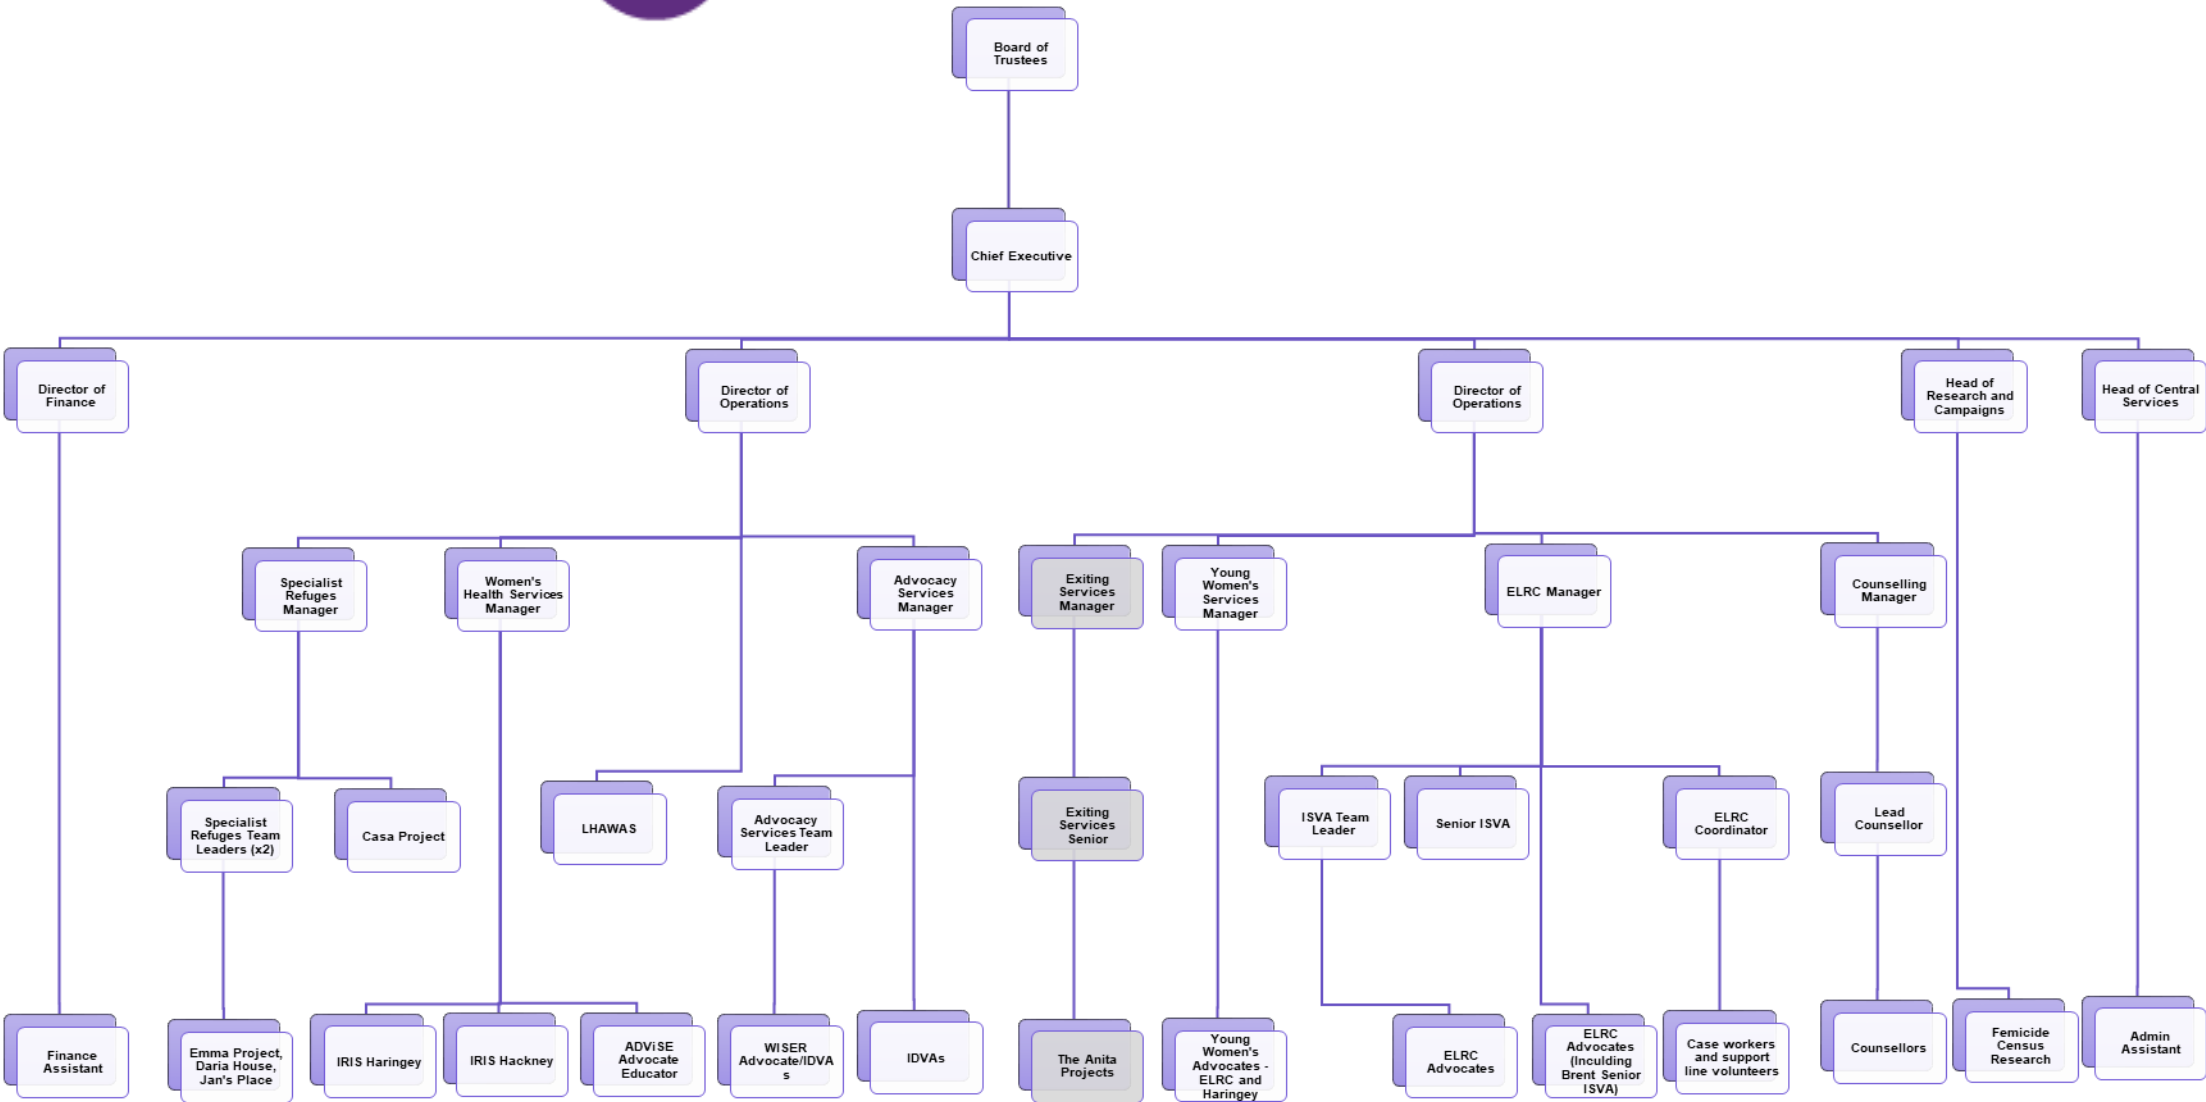 Board of
Trustees
Chief Executive
Director of
Finance
Director of
Operations
Director of
Operations
Head of
Research and
Campaigns
Head of Central
Services
Specialist
Refuges
Manager
Women's
Health Services
Manager
Advocacy
Services
Manager
Exiting
Services
Manager
Young
Women's
Services
Manager
ELRC Manager
Counselling
Manager
Specialist
Refuges Team
Leaders (x2)
Casa Project
LHAWAS
Advocacy
Services Team
Leader
Exiting
Services
Senior
ISVA Team
Leader
Senior ISVA
ELRC
Coordinator
Lead
Counsellor
Finance
Assistant
Emma Project,
Daria House,
Jan's Place
IRIS Haringey
IRIS Hackney
ADViSE
Advocate
Educator
WISER
Advocate/IDVA
s
IDVAs
The Anita
Projects
Young
Women's
Advocates -
ELRC and
Haringey
ELRC
Advocates
ELRC
Advocates
(Inculding
Brent Senior
ISVA)
Case workers
and support
line volunteers
Counsellors
Femicide
Census
Research
Admin
Assistant